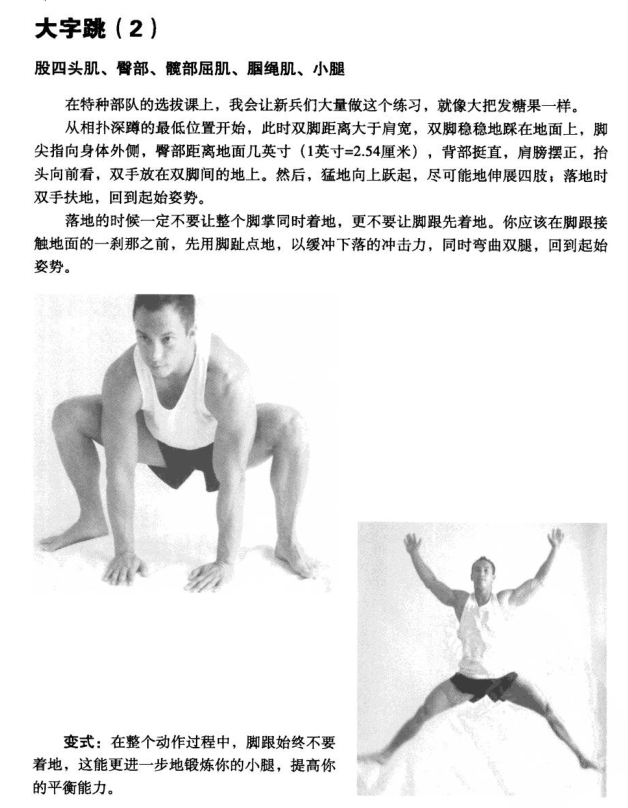 大字跳（2）
股四头肌、臀部、髋部屈肌、腘绳肌、小腿
在特种部队的选拔课上，我会让新兵们大量做这个练习，就像大把发糖果一样。
从相扑深蹲的最低位置开始，此时双脚距离大于肩宽，双脚稳稳地踩在地面上，脚
尖指向身体外侧，臀部距离地面几英寸（1英寸=2.54厘米），背部挺直，肩膀摆正，抬
头向前看，双手放在双脚间的地上。然后，猛地向上跃起，尽可能地伸展四肢；落地时
双手扶地，回到起始姿势。
落地的时候一定不要让整个脚掌同时着地，更不要让脚跟先着地。你应该在脚跟接
触地面的一刹那之前，先用脚趾点地，以缓冲下落的冲击力，同时弯曲双腿，回到起始
姿势。
变式：在整个动作过程中，脚跟始终不要
着地，这能更进一步地锻炼你的小腿，提高你
的平衡能力。